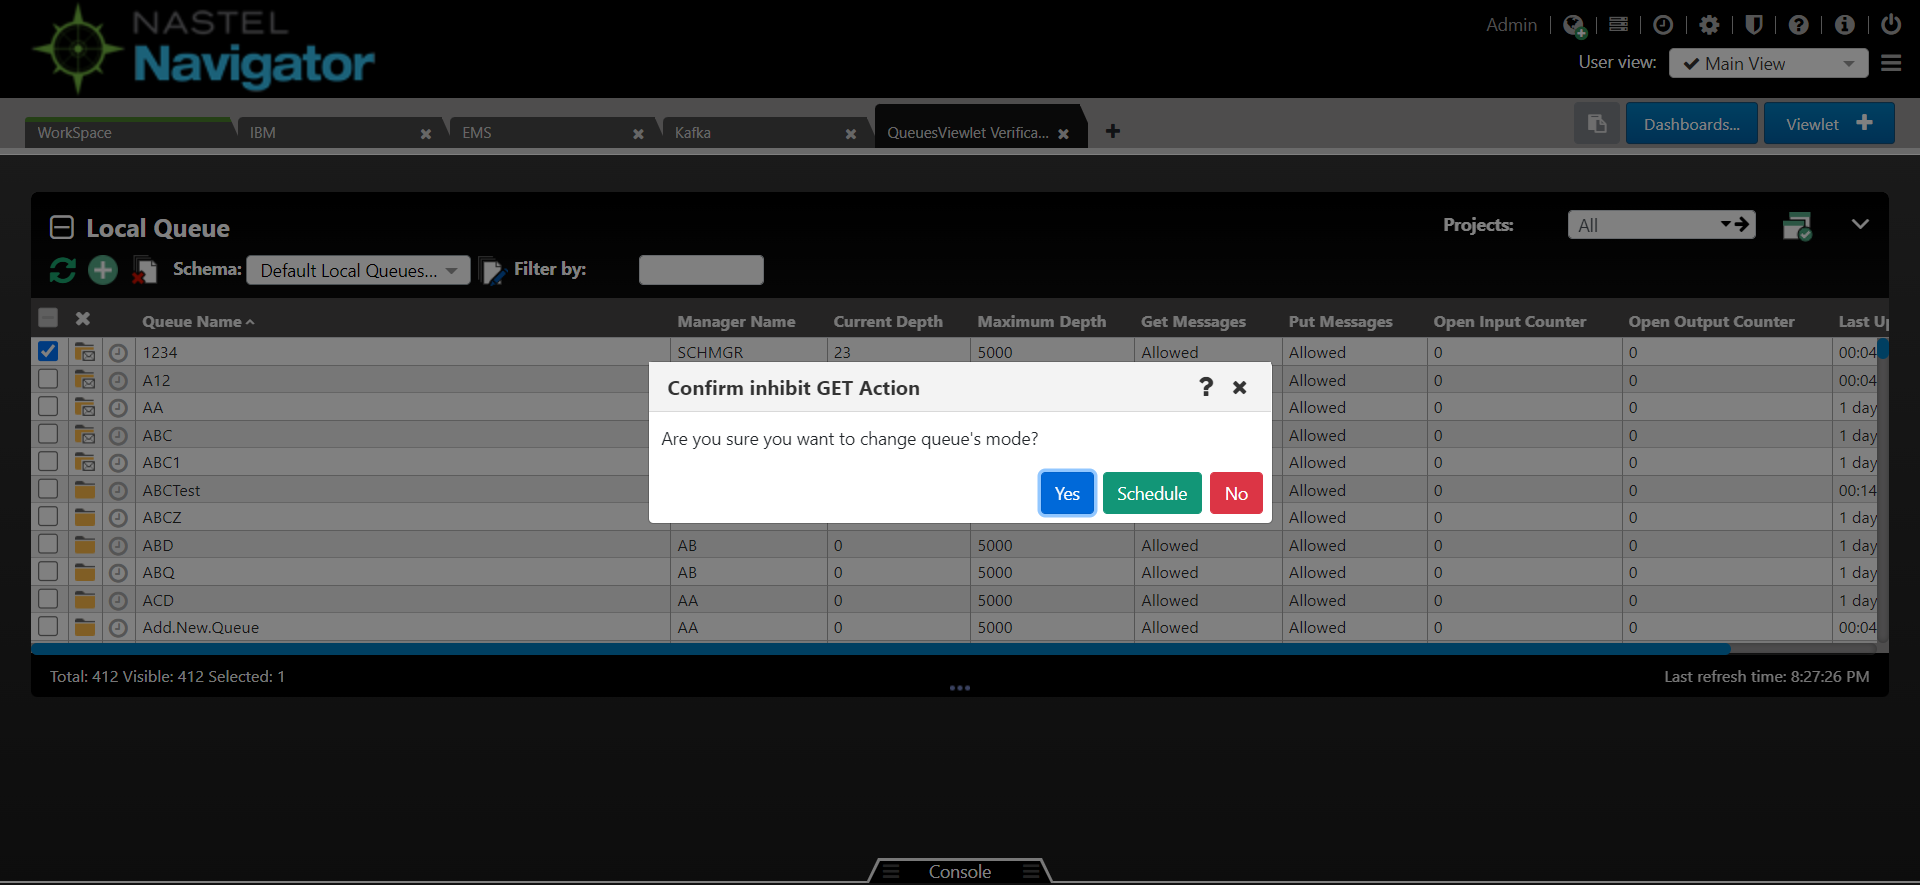 NASTEL
Navigator
Admin
User view: Main View
WorkSpace IBM EMS Kafka QueuesViewlet Verifica...
Dashboards... Viewlet
Local Queue
Projects: All
Schema: Default Local Queues... Filter by:
Queue Name Manager Name Current Depth Maximum Depth Get Messages Put Messages Open Input Counter Open Output Counter Last Up
1234 SCHMGR 23 5000 Allowed Allowed 0 0 00:04
A12 Allowed 0 0 00:04
AA Allowed 0 0 1 day
ABC Allowed 0 0 1 day
ABC1 Allowed 0 0 1 day
ABCTest Allowed 0 0 00:14
ABCZ Allowed 0 0 1 day
ABD AB 0 5000 Allowed Allowed 0 0 1 day
ABQ AB 0 5000 Allowed Allowed 0 0 1 day
ACD AA 0 5000 Allowed Allowed 0 0 1 day
Add.New.Queue AA 0 5000 Allowed Allowed 0 0 00:04
Confirm inhibit GET Action
Are you sure you want to change queue's mode?
Yes Schedule No
Total: 412 Visible: 412 Selected: 1
Last refresh time: 8:27:26 PM
Console